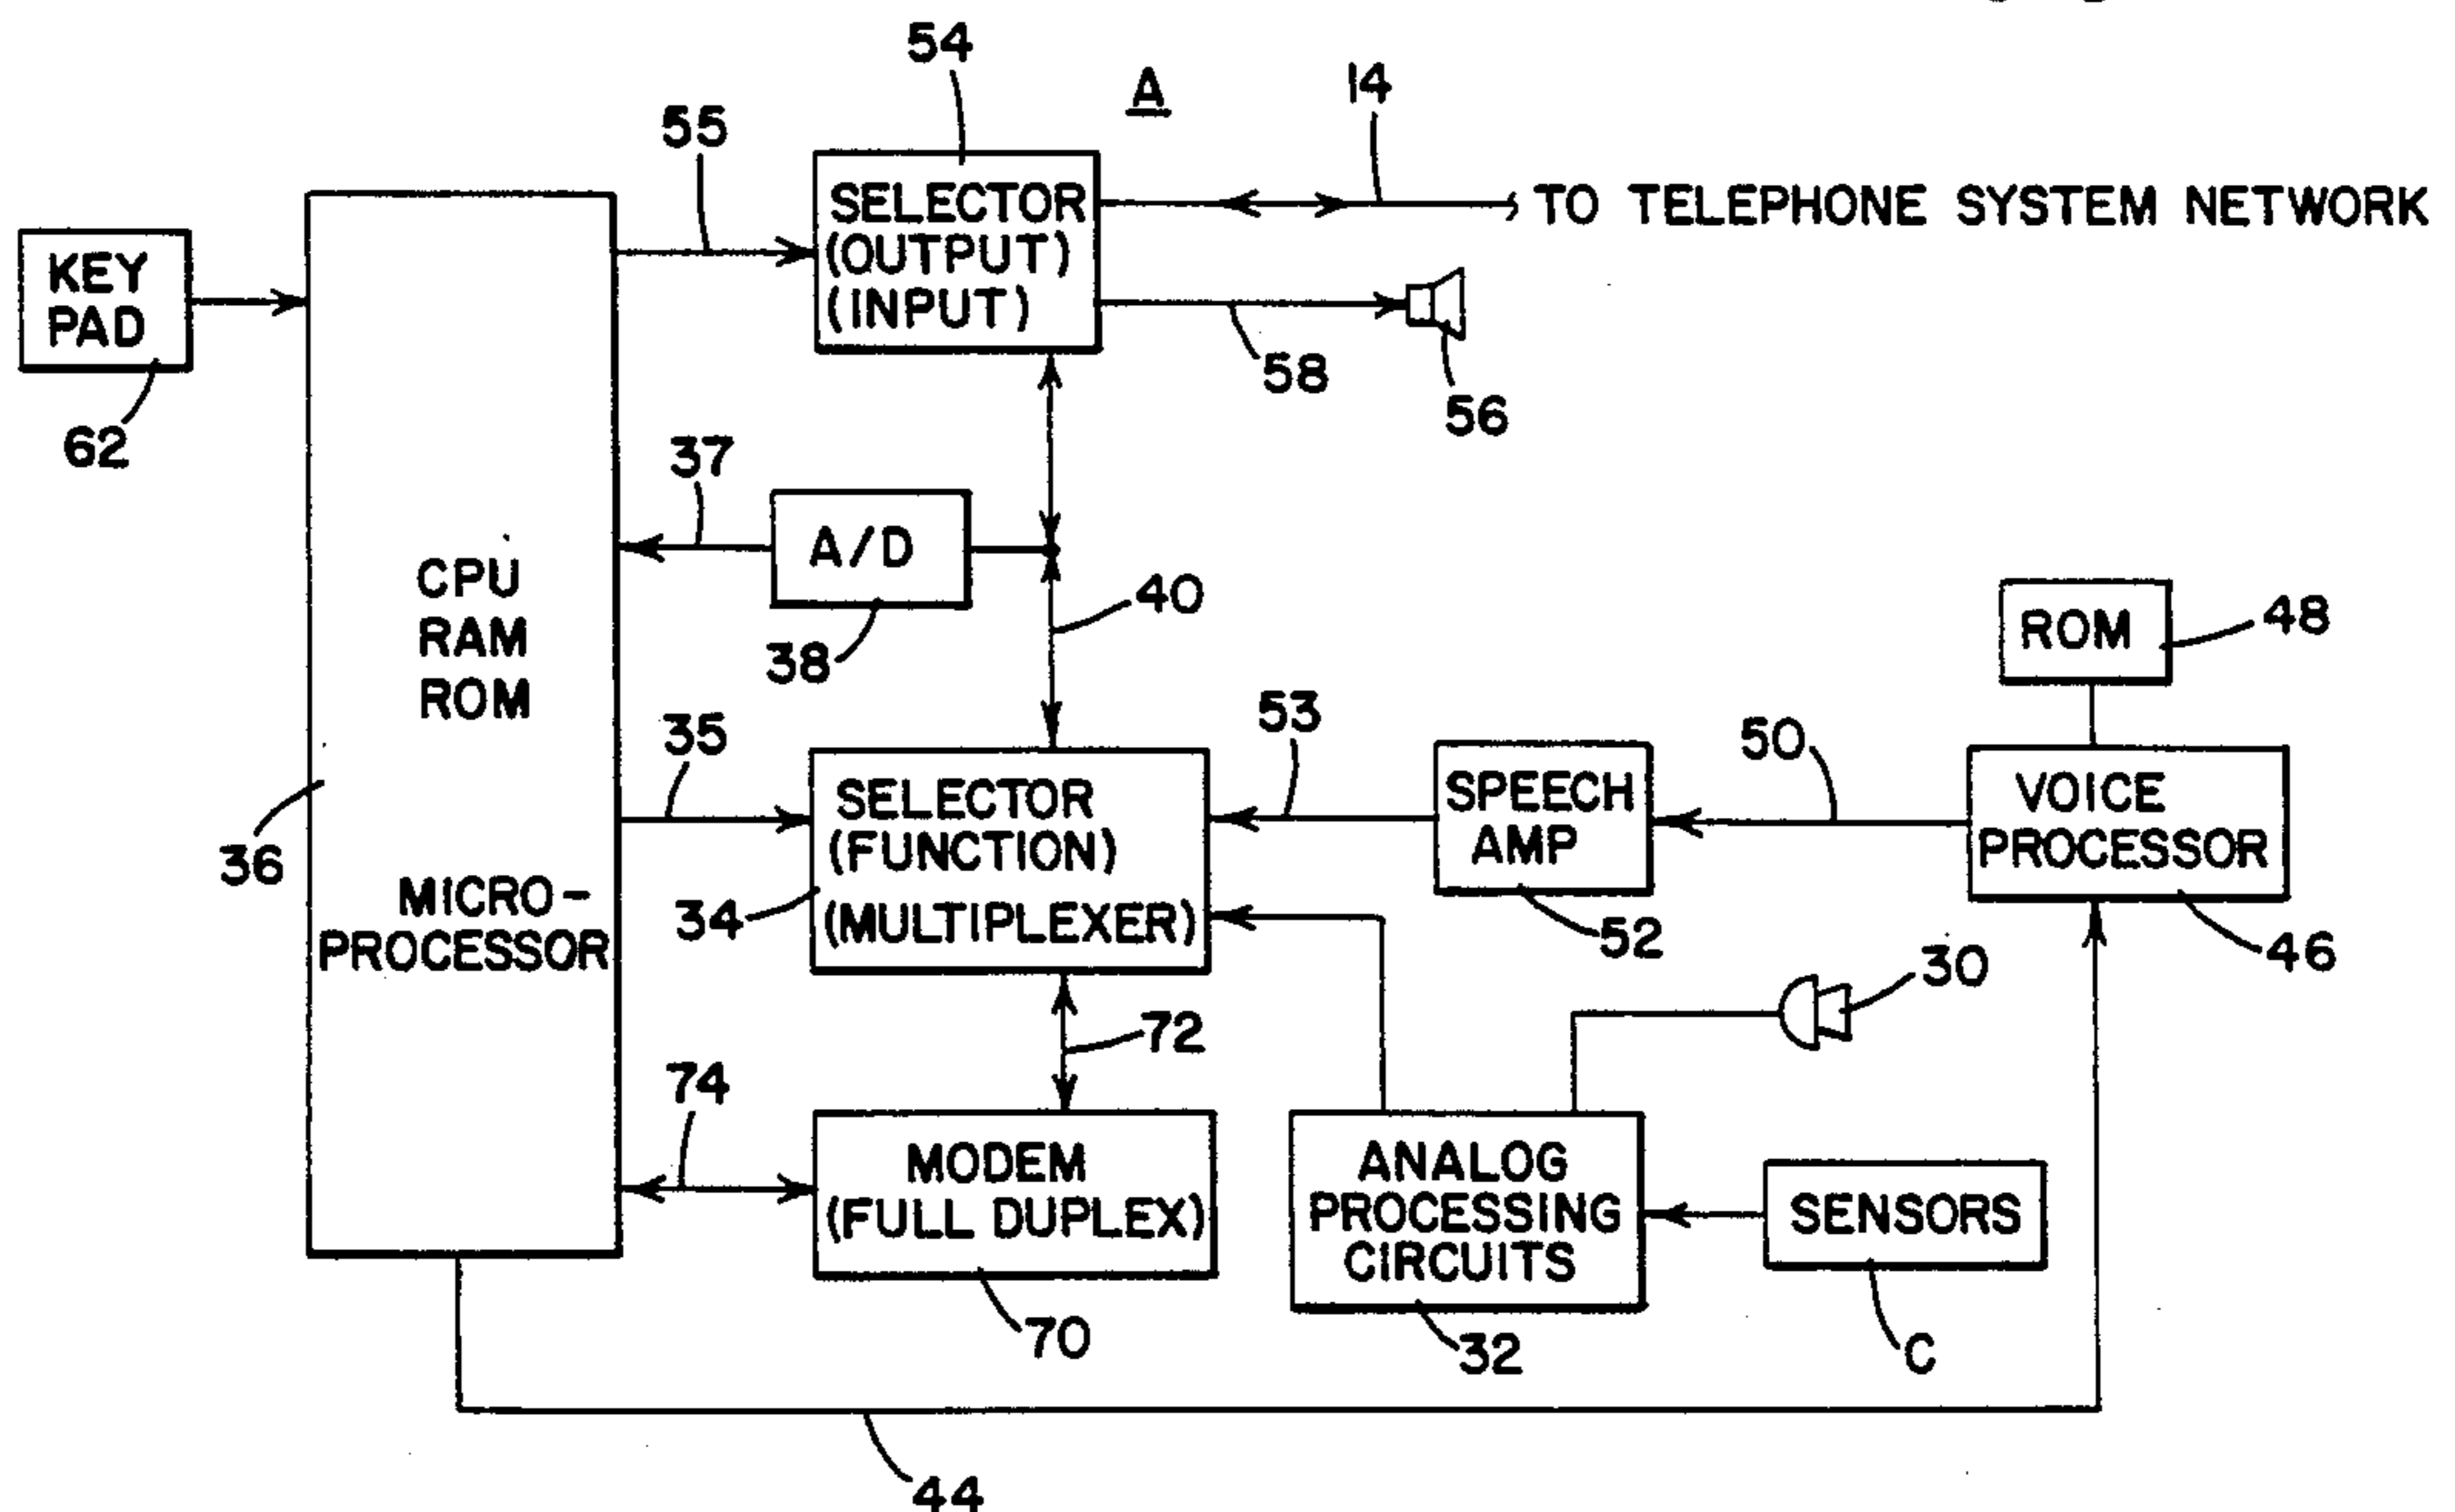 54
A
14
55
SELECTOR
(OUTPUT)
(INPUT)
TO TELEPHONE SYSTEM NETWORK
KEY
PAD
62
58
56
37
A/D
38
40
CPU
RAM
ROM
MICRO-
PROCESSOR
36
35
SELECTOR
(FUNCTION)
(MULTIPLEXER)
34
53
SPEECH
AMP
52
50
ROM
48
VOICE
PROCESSOR
46
30
72
74
MODEM
(FULL DUPLEX)
70
ANALOG
PROCESSING
CIRCUITS
32
SENSORS
C
44